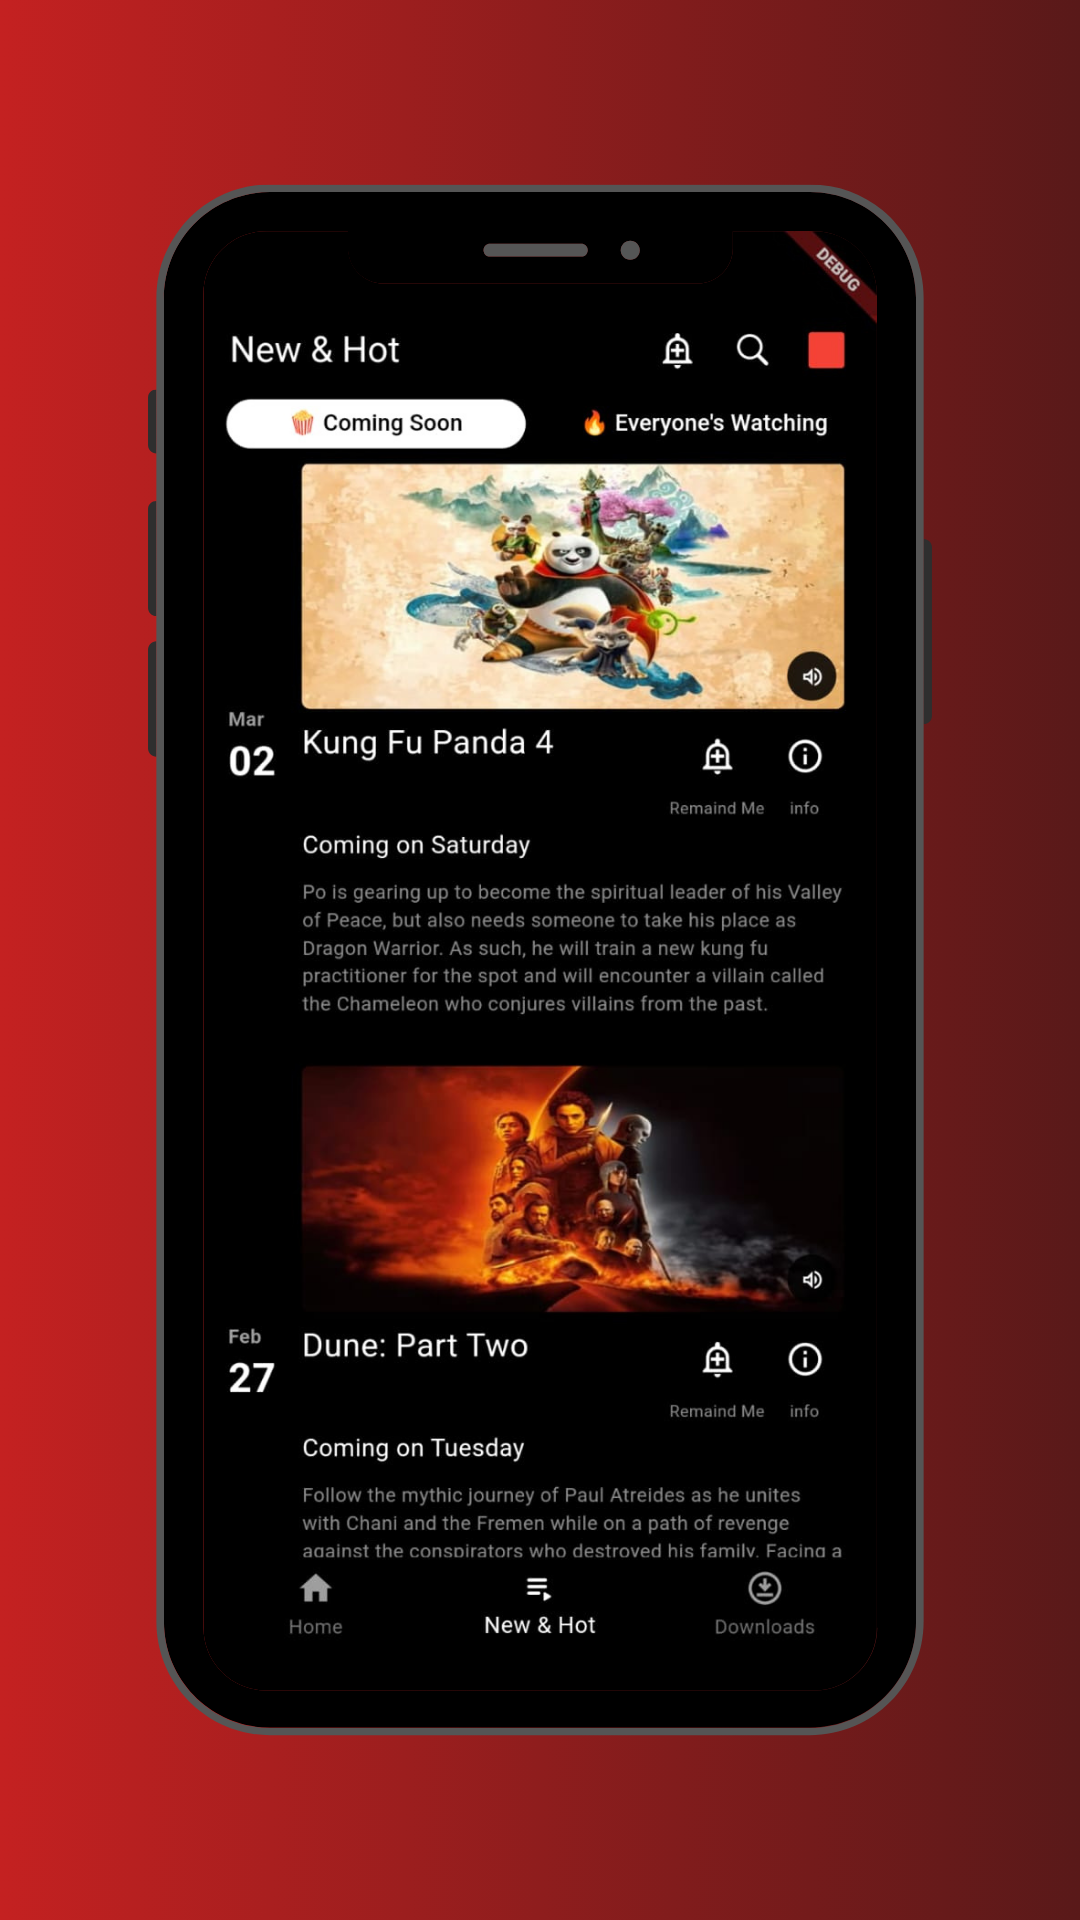 DEBUG
New & Hot
🍿 Coming Soon
🔥 Everyone's Watching
Mar
02
Kung Fu Panda 4
Remaind Me
info
Coming on Saturday
Po is gearing up to become the spiritual leader of his Valley
of Peace, but also needs someone to take his place as
Dragon Warrior. As such, he will train a new kung fu
practitioner for the spot and will encounter a villain called
the Chameleon who conjures villains from the past.
Feb
27
Dune: Part Two
Remaind Me
info
Coming on Tuesday
Follow the mythic journey of Paul Atreides as he unites
with Chani and the Fremen while on a path of revenge
against the conspirators who destroyed his family. Facing a
Home
New & Hot
Downloads